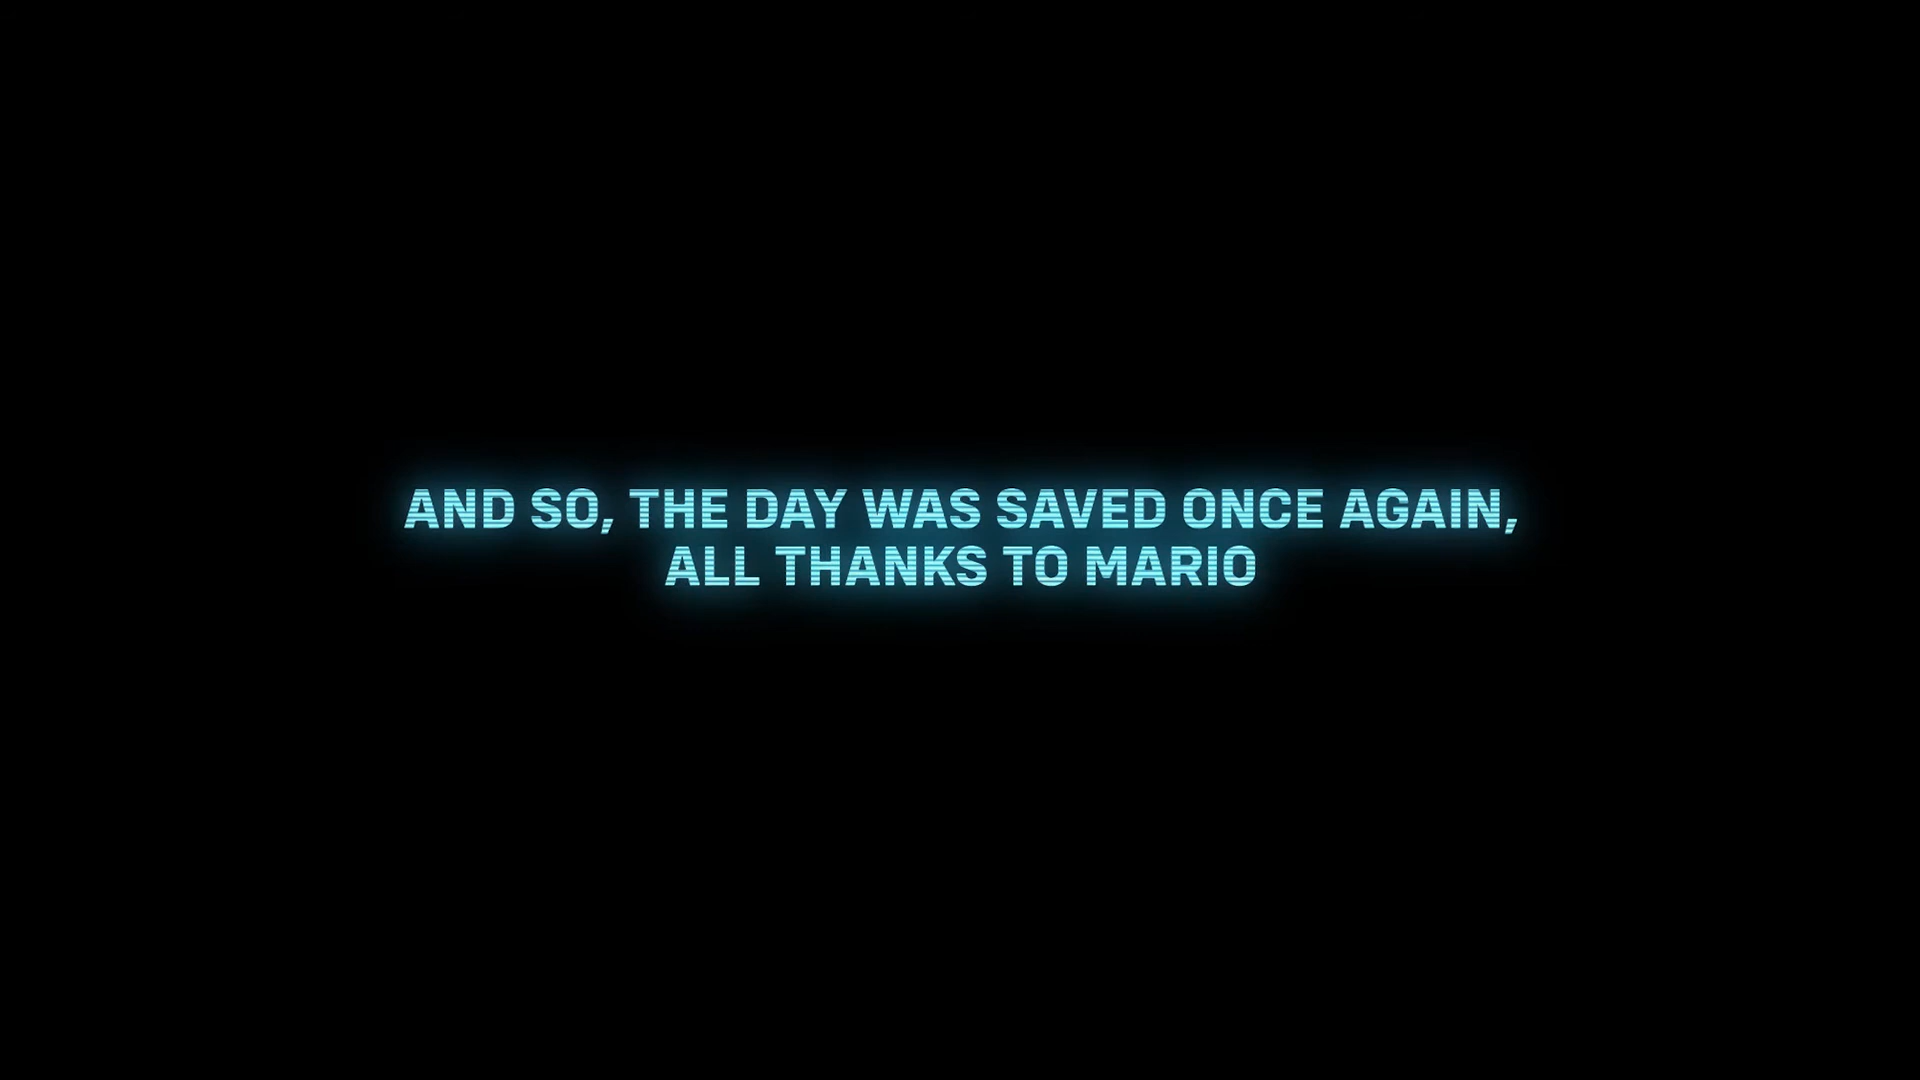 AND SO, THE DAY WAS SAVED ONCE AGAIN,
ALL THANKS TO MARIO